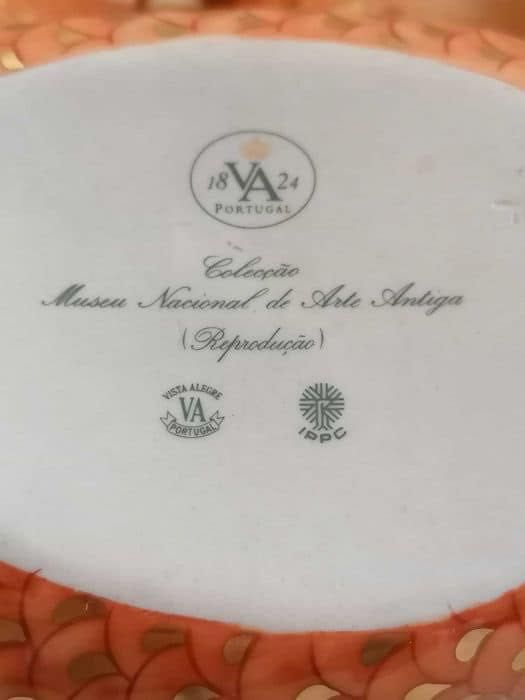 18 VA 24
PORTUGAL
Colecção
Museu Nacional de Arte Antiga
(Reprodução)
VISTA ALEGRE
VA
PORTUGAL
IPPC